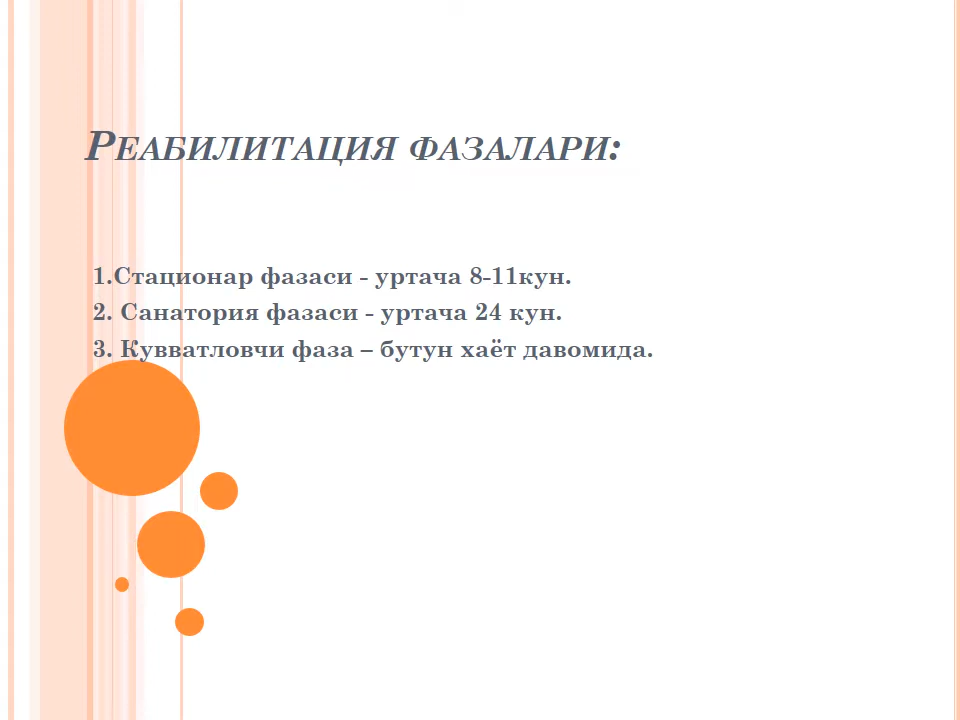 Реабилитация фазалари:
1.Стационар фазаси - уртача 8-11кун.
2. Санатория фазаси - уртача 24 кун.
3. Кувватловчи фаза – бутун хаёт давомида.